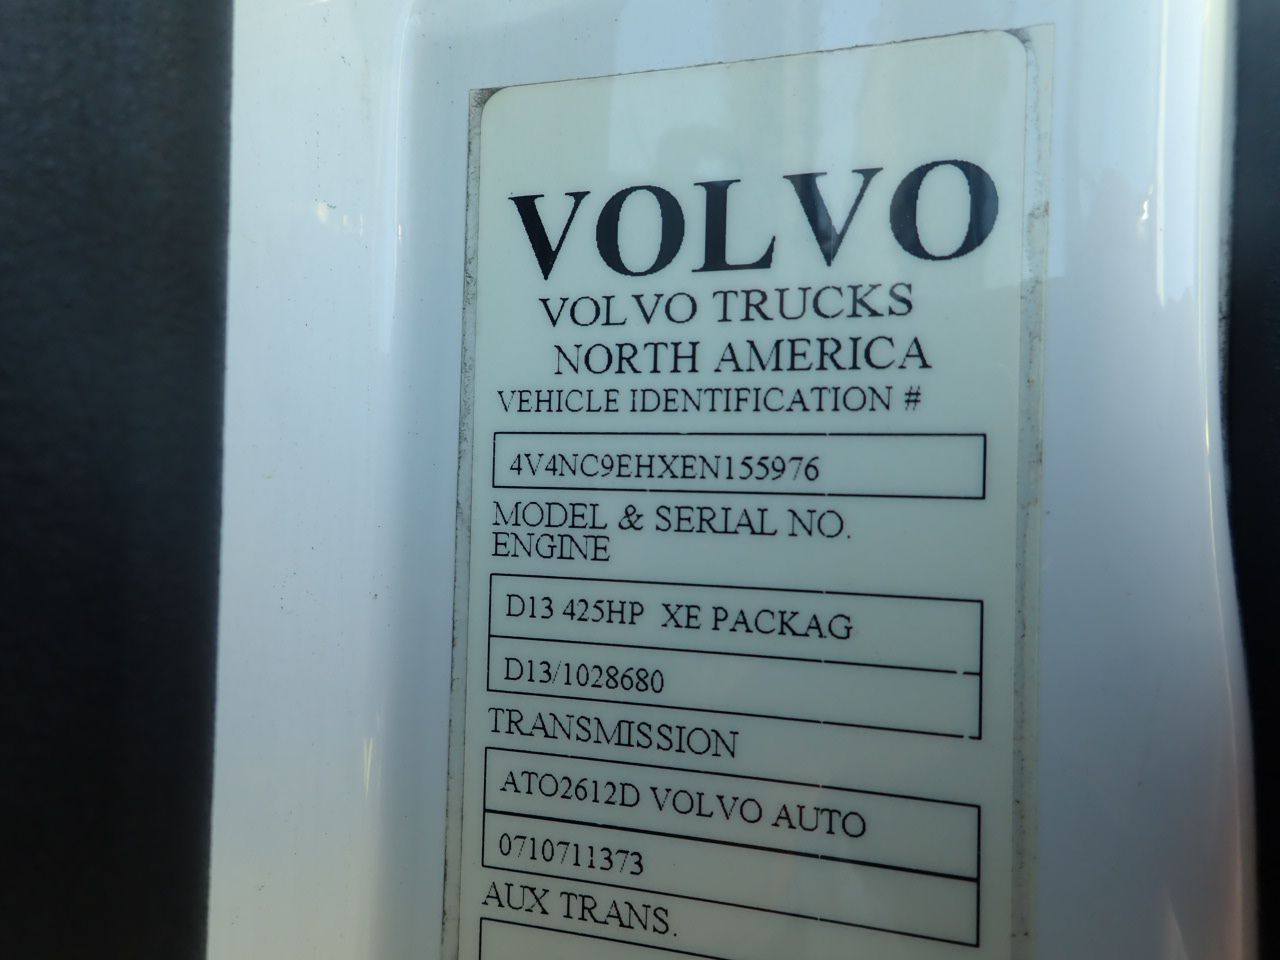 VOLVO
VOLVO TRUCKS
NORTH AMERICA
VEHICLE IDENTIFICATION #
4V4NC9EHXEN155976
MODEL & SERIAL NO.
ENGINE
D13 425HP XE PACKAG
D13/1028680
TRANSMISSION
ATO2612D VOLVO AUTO
0710711373
AUX TRANS.